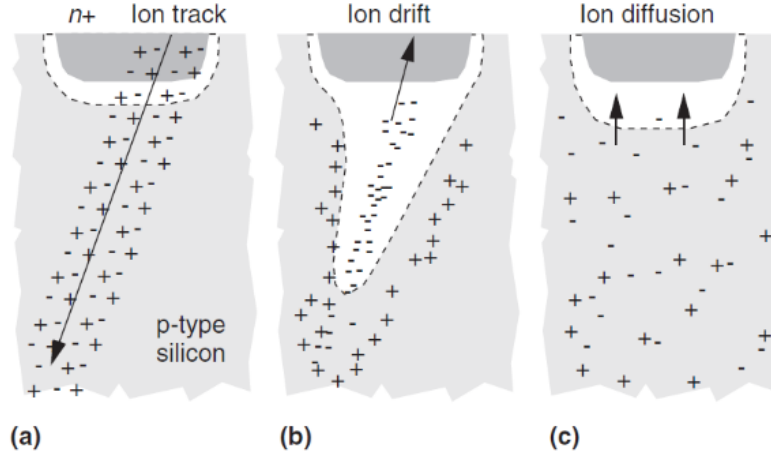 n+ Ion track
Ion drift
Ion diffusion
p-type
silicon
(a)
(b)
(c)